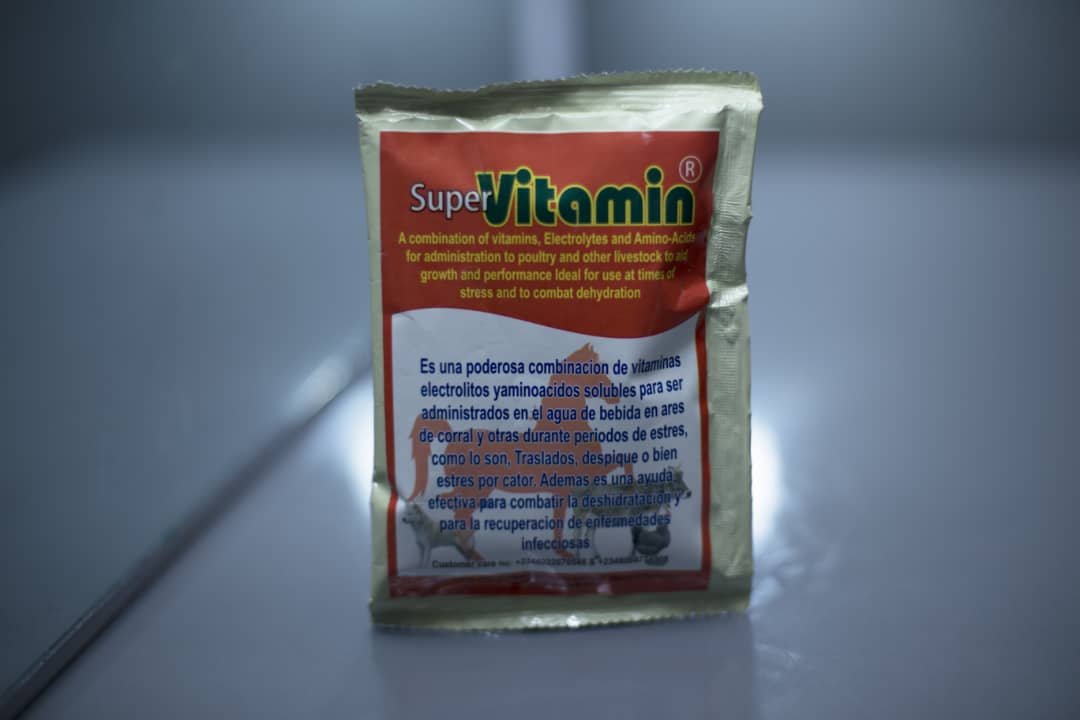 SuperVitamin®
A combination of vitamins, Electrolytes and Amino-Acids
for administration to poultry and other livestock to aid
growth and performance Ideal for use at times of
stress and to combat dehydration
Es una poderosa combinacion de vitaminas
electrolitos yaminoacidos solubles para ser
administrados en el agua de bebida en ares
de corral y otras durante periodos de estres,
como lo son, Traslados, despique o bien
estres por cator. Ademas es una ayuda
efectiva para combatir la deshidratación y
para la recuperacion de enfermedades
infecciosas
Customer care no: